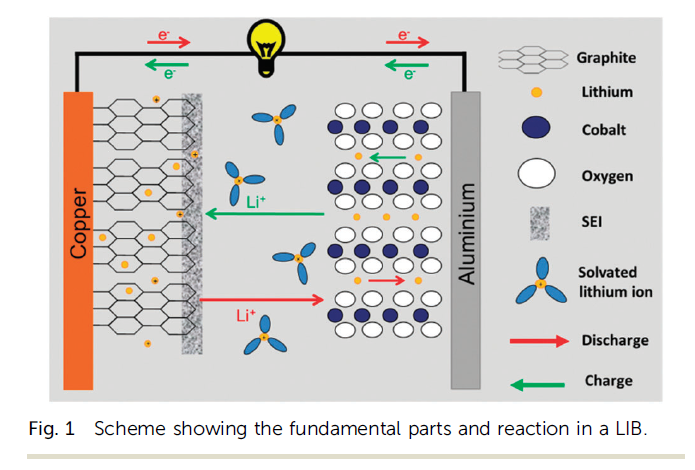 e-
e-
e-
e-
Graphite
Lithium
Cobalt
Oxygen
Copper
Li+
Aluminium
SEI
Solvated
lithium ion
Li+
Discharge
Charge
Fig. 1 Scheme showing the fundamental parts and reaction in a LIB.